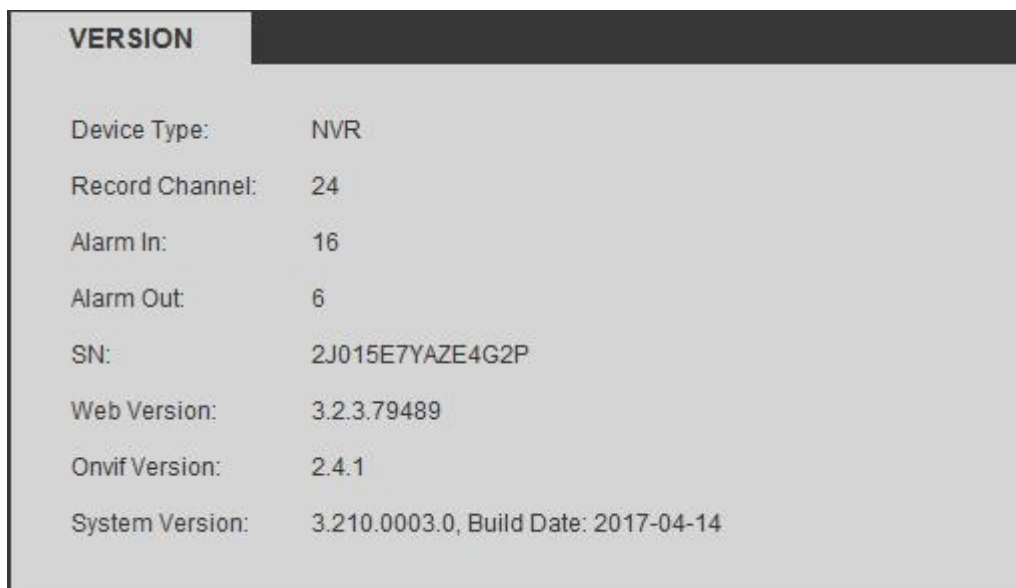 VERSION
Device Type: NVR
Record Channel: 24
Alarm In: 16
Alarm Out: 6
SN: 2J015E7YAZE4G2P
Web Version: 3.2.3.79489
Onvif Version: 2.4.1
System Version: 3.210.0003.0, Build Date: 2017-04-14